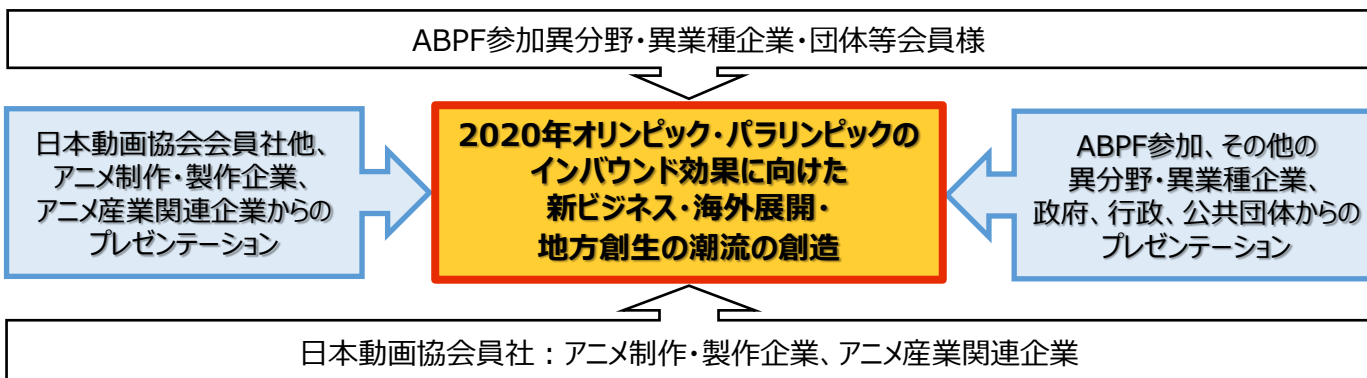 ABPF参加異分野・異業種企業・団体等会員様
日本動画協会会員社他、
アニメ制作・製作企業、
アニメ産業関連企業からの
プレゼンテーション
2020年オリンピック・パラリンピックの
インバウンド効果に向けた
新ビジネス・海外展開・
地方創生の潮流の創造
ABPF参加、その他の
異分野・異業種企業、
政府、行政、公共団体からの
プレゼンテーション
日本動画協会員社：アニメ制作・製作企業、アニメ産業関連企業